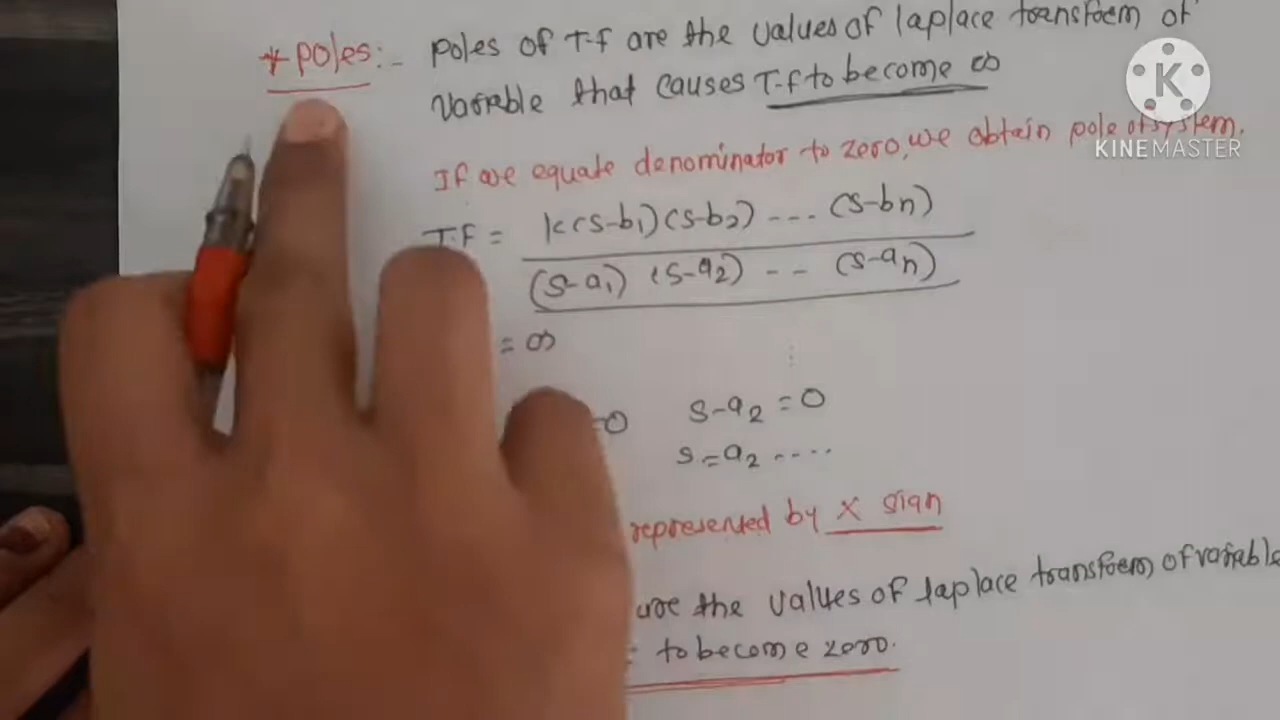 * Poles:- Poles of T.f are the values of laplace transform of
variable that causes T.f to become ∞
If we equate denominator to zero, we obtain pole of system.
T.F = k(s-b1)(s-b2) ---- (s-bn)
(s-a1) (s-a2) -- (s-an)
= ∞
=0 s-a2 = 0
s=a2 ----
represented by × sign
are the values of laplace transform of variable
to become zero.
K
KINEMASTER